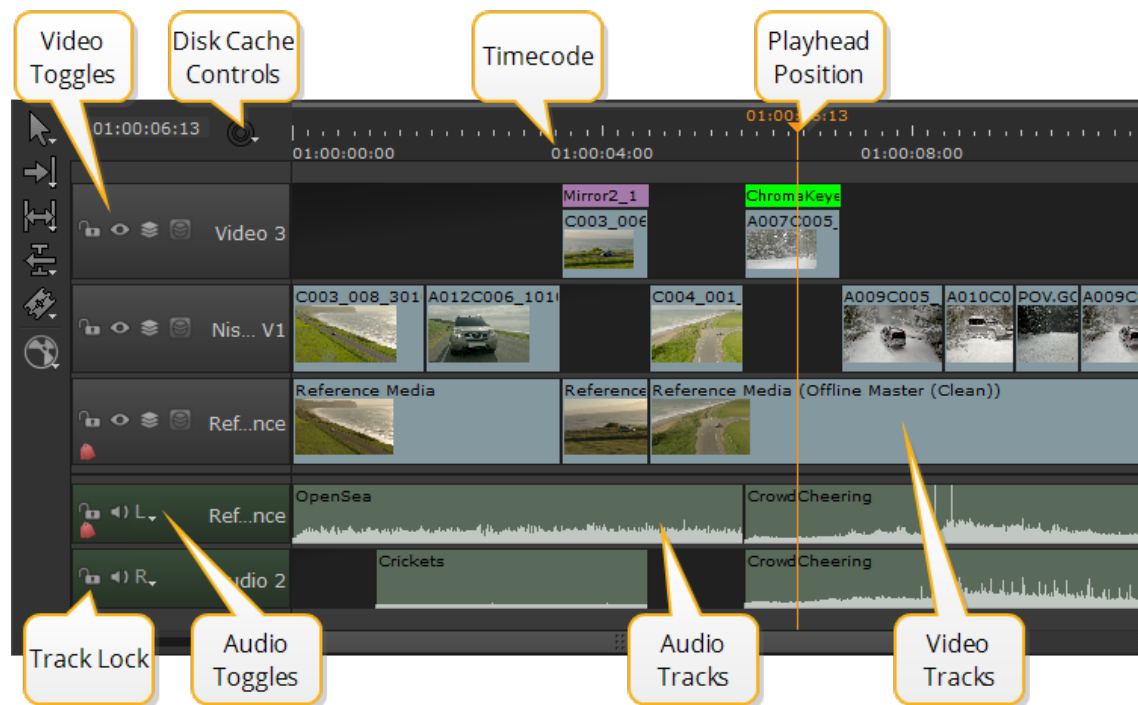 Video
Toggles
Disk Cache
Controls
Timecode
Playhead
Position
01:00:06:13
01:00:00:00
01:00:04:00
01:00:08:00
Mirror2_1
ChromaKeye
C003_006
A007C005_
Video 3
C003_008_301
A012C006_101
C004_001_
A009C005_
A010C0
POV.GC
A009C
Nis... V1
Reference Media
Reference
Reference Media (Offline Master (Clean))
Ref...nce
OpenSea
CrowdCheering
L
Ref...nce
Crickets
CrowdCheering
R
Track Lock
Audio
Toggles
Audio
Tracks
Video
Tracks